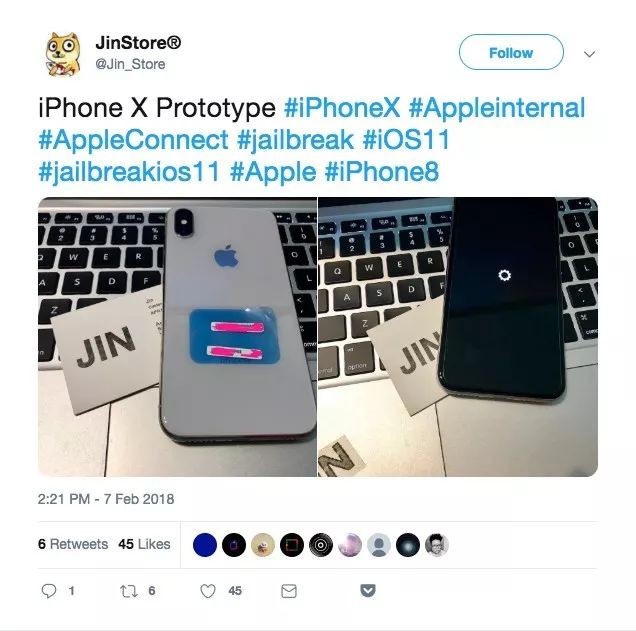 JinStore®
@Jin_Store
Follow
iPhone X Prototype #iPhoneX #Appleinternal
#AppleConnect #jailbreak #iOS11
#jailbreakios11 #Apple #iPhone8
JIN
JIN
2:21 PM - 7 Feb 2018
6 Retweets 45 Likes
1 6 45